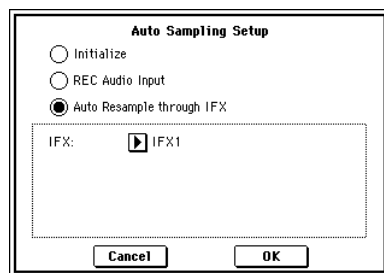 Auto Sampling Setup
Initialize
REC Audio Input
Auto Resample through IFX
IFX: IFX1
Cancel OK